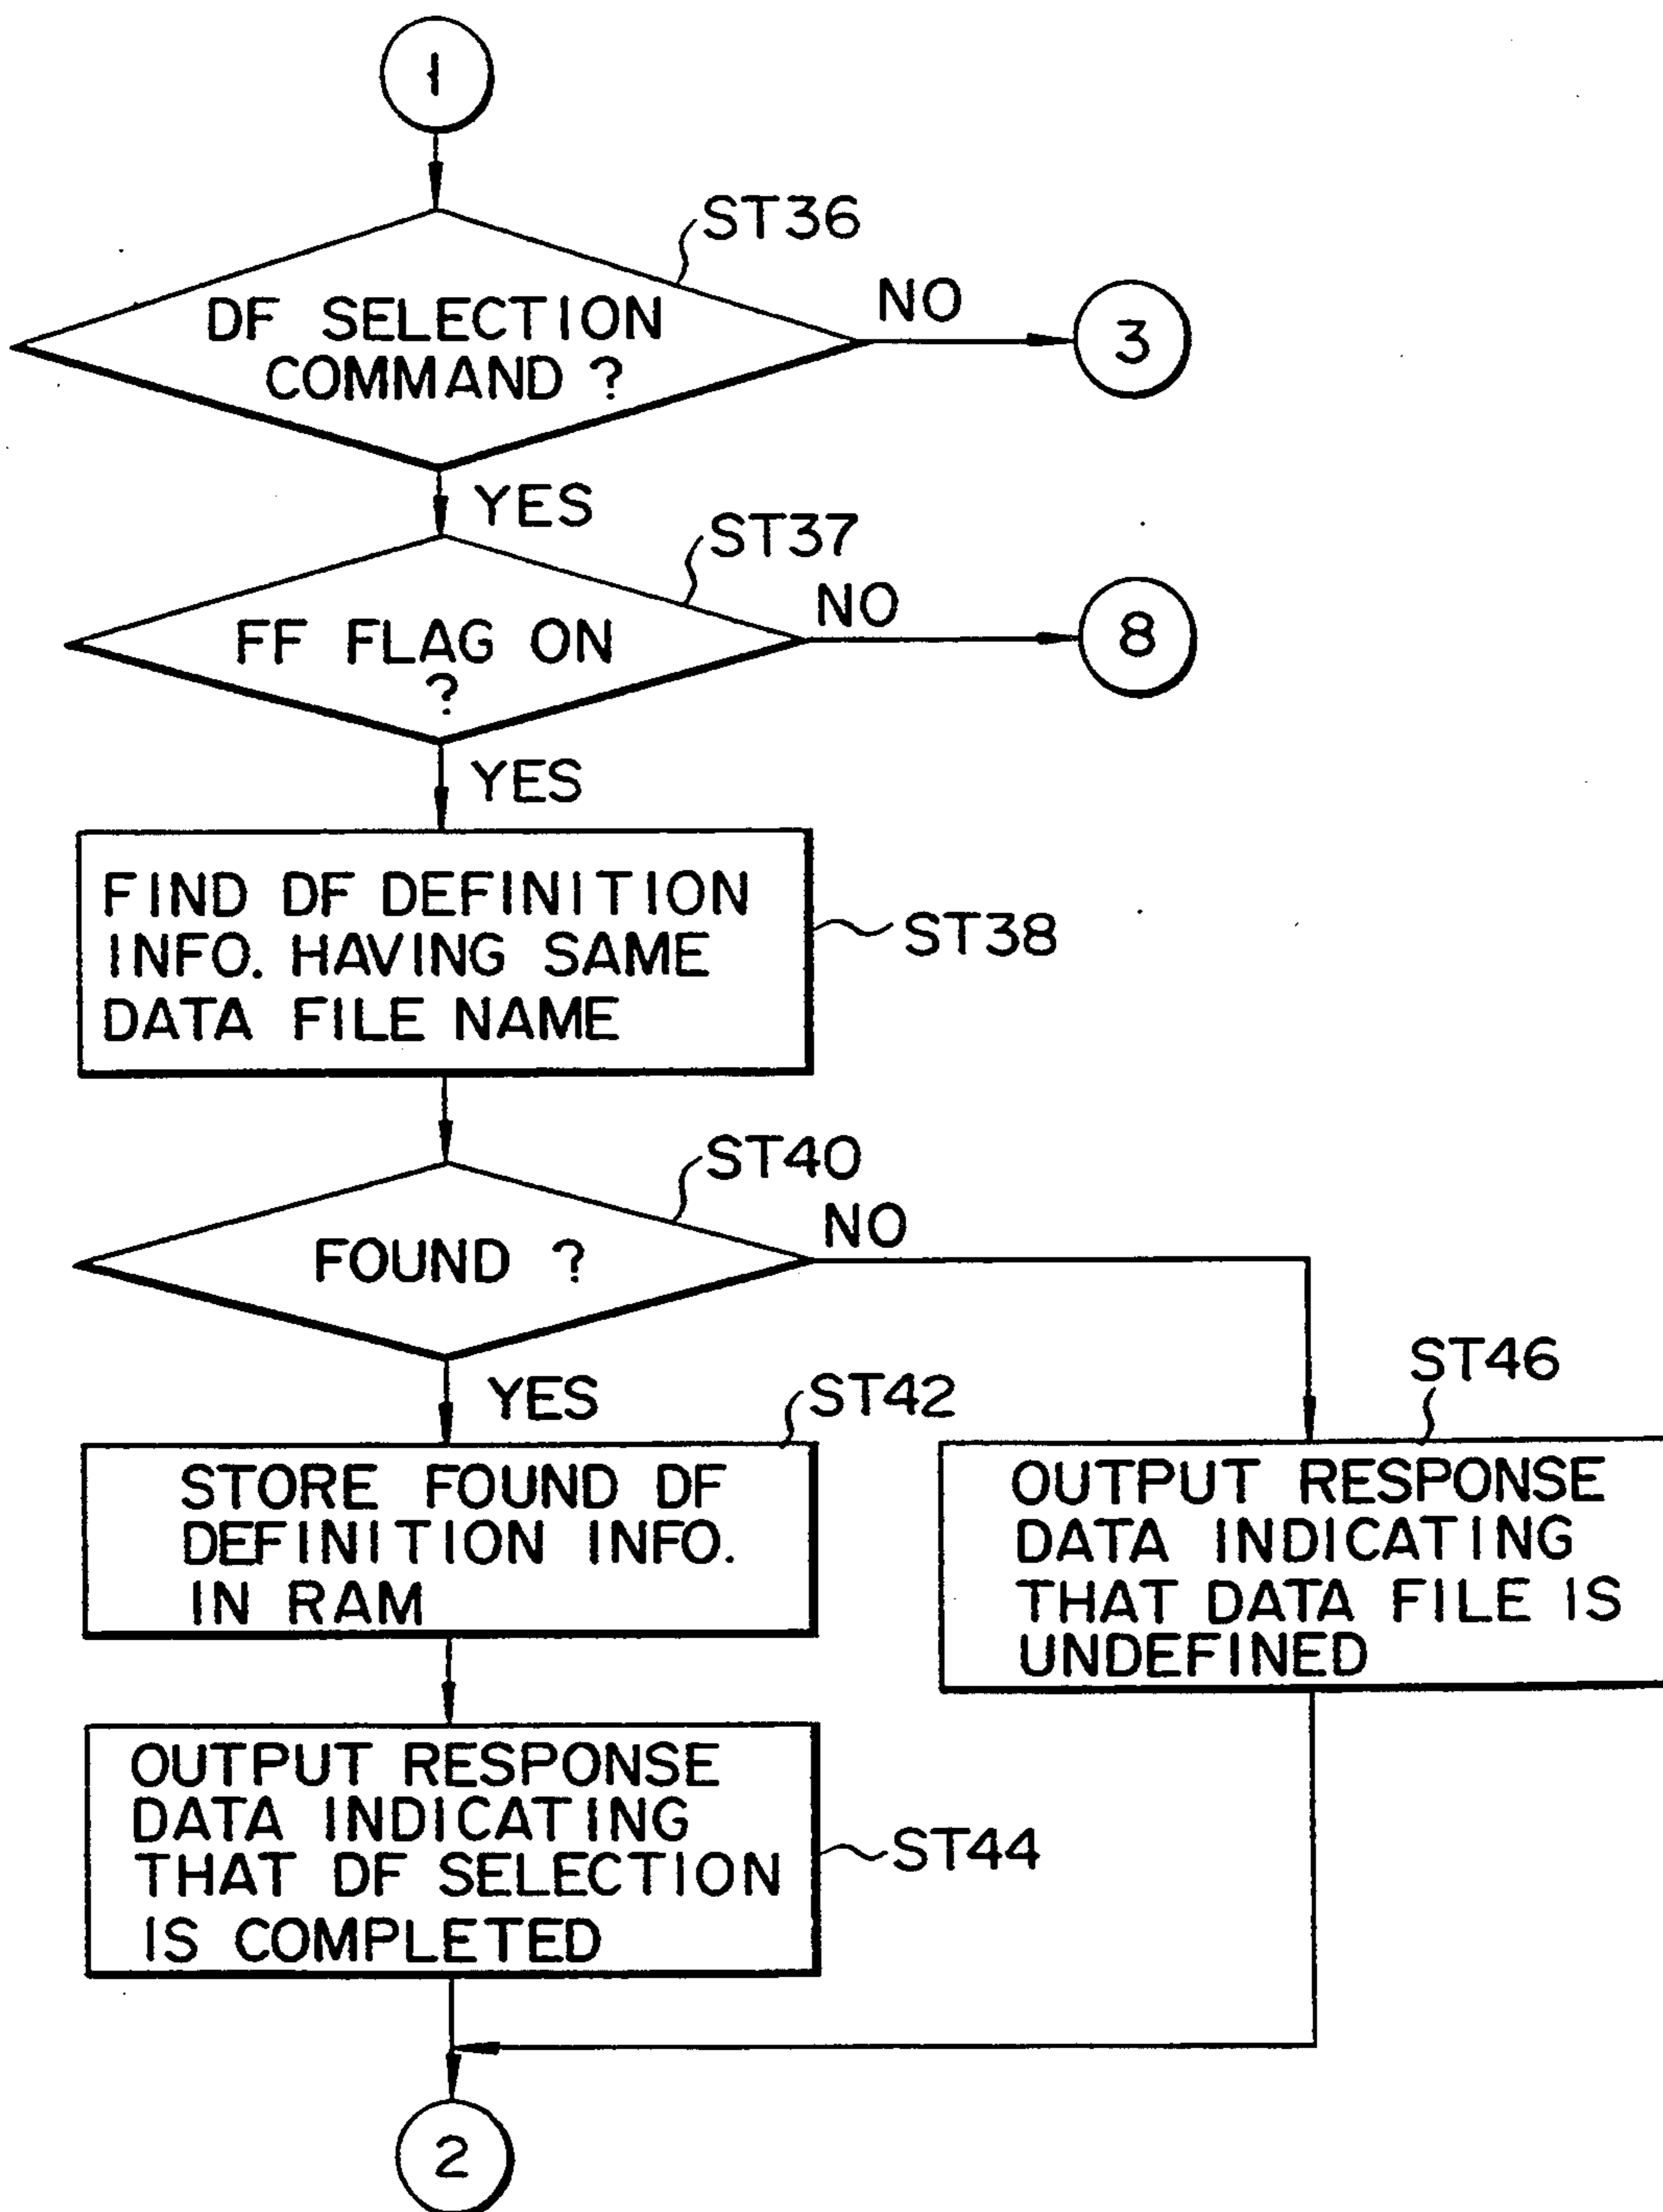 1
ST36
DF SELECTION
COMMAND ?
NO
3
YES
ST37
FF FLAG ON
?
NO
8
YES
FIND DF DEFINITION
INFO. HAVING SAME
DATA FILE NAME
ST38
ST40
FOUND ?
NO
YES
ST42
STORE FOUND DF
DEFINITION INFO.
IN RAM
ST46
OUTPUT RESPONSE
DATA INDICATING
THAT DATA FILE IS
UNDEFINED
OUTPUT RESPONSE
DATA INDICATING
THAT DF SELECTION
IS COMPLETED
ST44
2